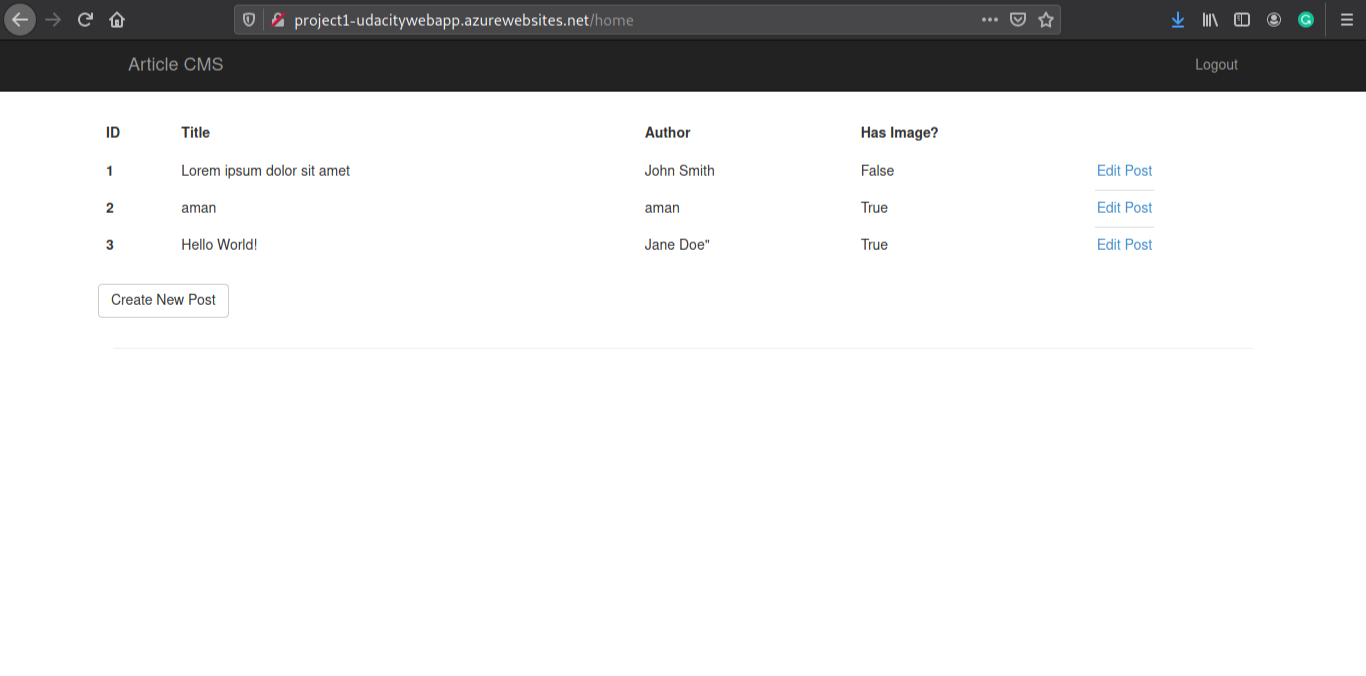 project1-udacitywebapp.azurewebsites.net/home
Article CMS Logout
ID Title Author Has Image?
1 Lorem ipsum dolor sit amet John Smith False Edit Post
2 aman aman True Edit Post
3 Hello World! Jane Doe" True Edit Post
Create New Post